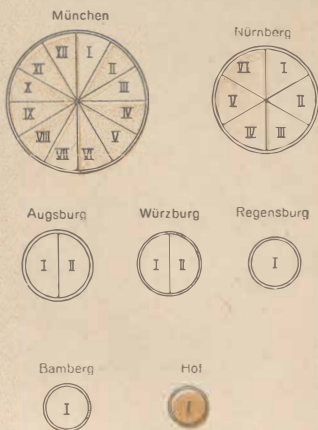 München
XII I
XI II
X III
IX IV
VIII V
VII VI
Nürnberg
VI I
V II
IV III
Augsburg Würzburg Regensburg
I II I II I
Bamberg Hof
I I